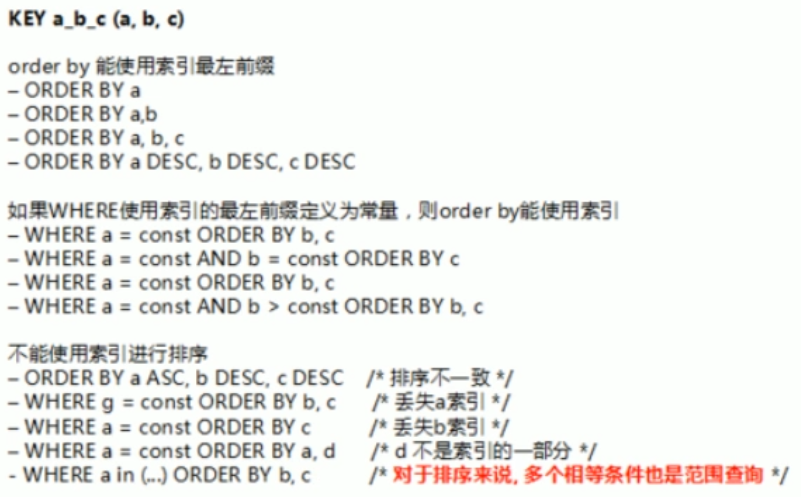 KEY a_b_c (a, b, c)
order by 能使用索引最左前缀
– ORDER BY a
– ORDER BY a,b
– ORDER BY a, b, c
– ORDER BY a DESC, b DESC, c DESC
如果WHERE使用索引的最左前缀定义为常量，则order by能使用索引
– WHERE a = const ORDER BY b, c
– WHERE a = const AND b = const ORDER BY c
– WHERE a = const ORDER BY b, c
– WHERE a = const AND b > const ORDER BY b, c
不能使用索引进行排序
– ORDER BY a ASC, b DESC, c DESC /* 排序不一致 */
– WHERE g = const ORDER BY b, c /* 丢失a索引 */
– WHERE a = const ORDER BY c /* 丢失b索引 */
– WHERE a = const ORDER BY a, d /* d 不是索引的一部分 */
- WHERE a in (...) ORDER BY b, c /* 对于排序来说, 多个相等条件也是范围查询 */